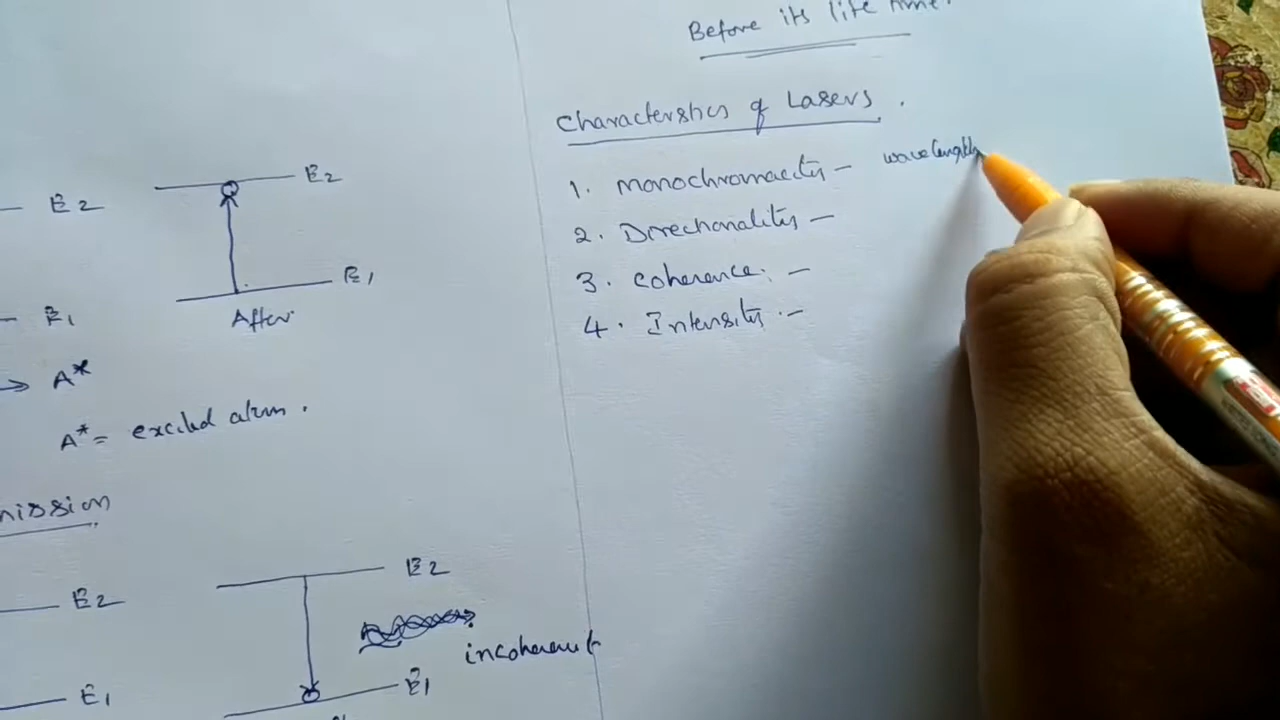 E2
E1
E2
E1
After
→ A*
A* = excited atom.
mission
E2
E1
E2
incoherent
E1
Before its life time.
Characterstics of Lasers.
1. monochromacity - wavelength
2. Directionality -
3. coherence. -
4. Intensity. -